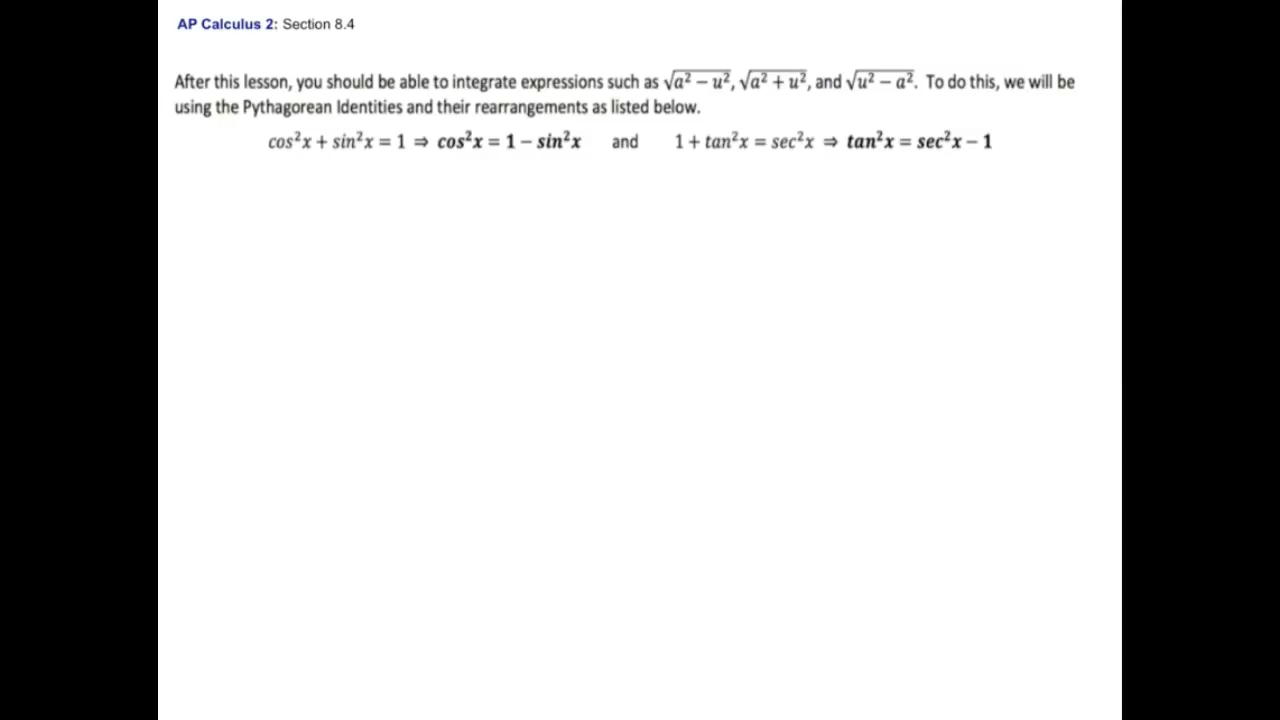 AP Calculus 2: Section 8.4
After this lesson, you should be able to integrate expressions such as √a² − u², √a² + u², and √u² − a². To do this, we will be
using the Pythagorean Identities and their rearrangements as listed below.
cos²x + sin²x = 1 ⇒ cos²x = 1 − sin²x and 1 + tan²x = sec²x ⇒ tan²x = sec²x − 1